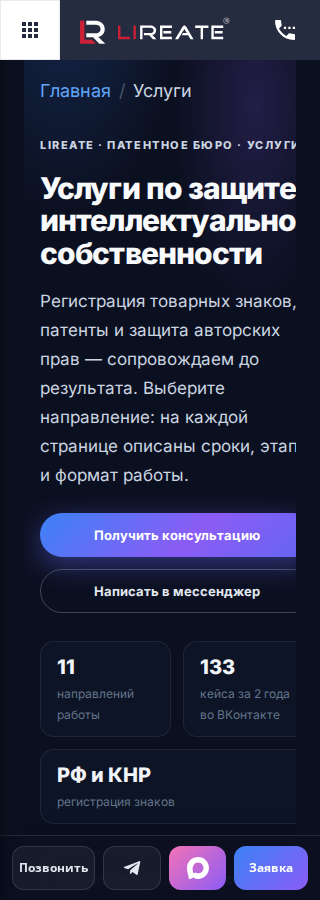 LIREATE®
Главная / Услуги
LIREATE · ПАТЕНТНОЕ БЮРО · УСЛУГИ
Услуги по защите
интеллектуально
собственности
Регистрация товарных знаков,
патенты и защита авторских
прав — сопровождаем до
результата. Выберите
направление: на каждой
странице описаны сроки, этап
и формат работы.
Получить консультацию
Написать в мессенджер
11
направлений
работы
133
кейса за 2 года
во ВКонтакте
РФ и КНР
регистрация знаков
Позвонить
Заявка